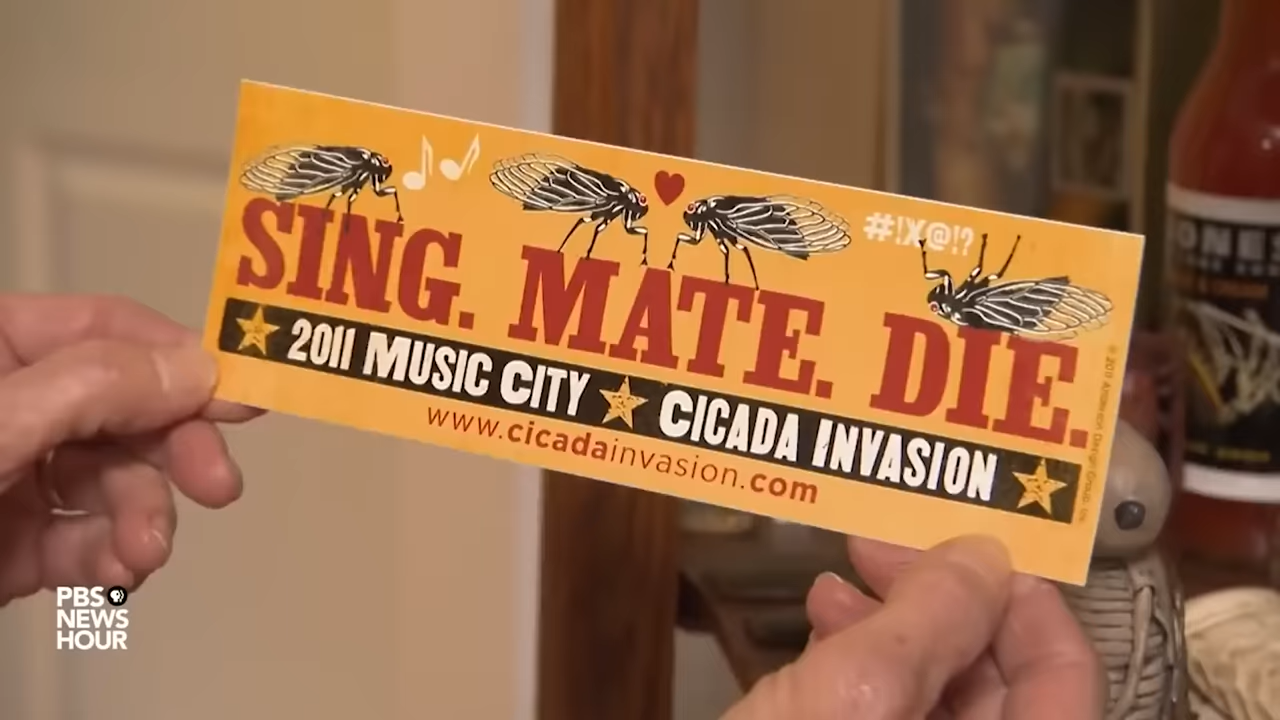 #!X@!?
SING. MATE. DIE.
2011 MUSIC CITY CICADA INVASION
www.cicadainvasion.com
PBS
NEWS
HOUR